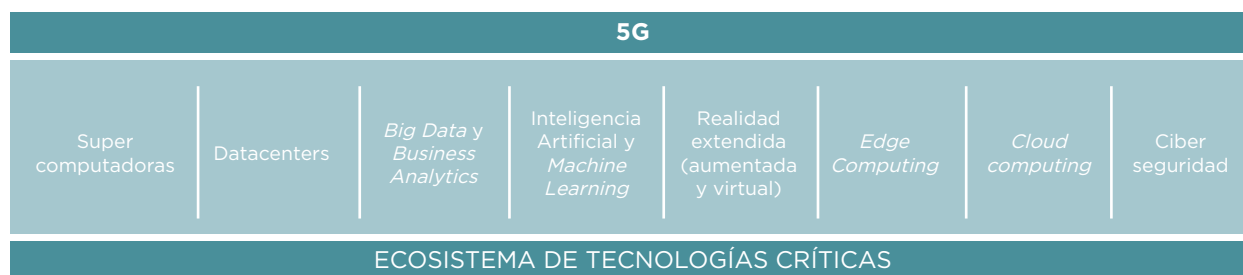 5G
Super
computadoras
Datacenters
Big Data y
Business
Analytics
Inteligencia
Artificial y
Machine
Learning
Realidad
extendida
(aumentada
y virtual)
Edge
Computing
Cloud
computing
Ciber
seguridad
ECOSISTEMA DE TECNOLOGÍAS CRÍTICAS